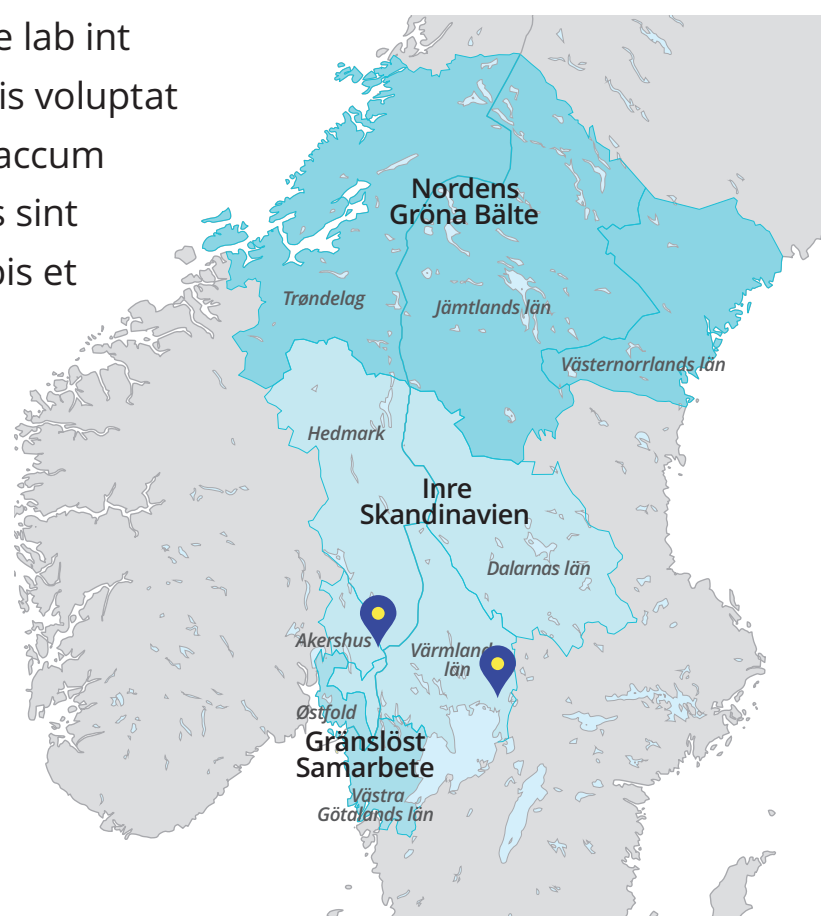 e lab int
is voluptat
accum
s sint
is et
Nordens
Gröna Bälte
Trøndelag
Jämtlands län
Västernorrlands län
Hedmark
Inre
Skandinavien
Dalarnas län
Akershus
Värmlands
län
Østfold
Gränslöst
Samarbete
Västra
Götalands län